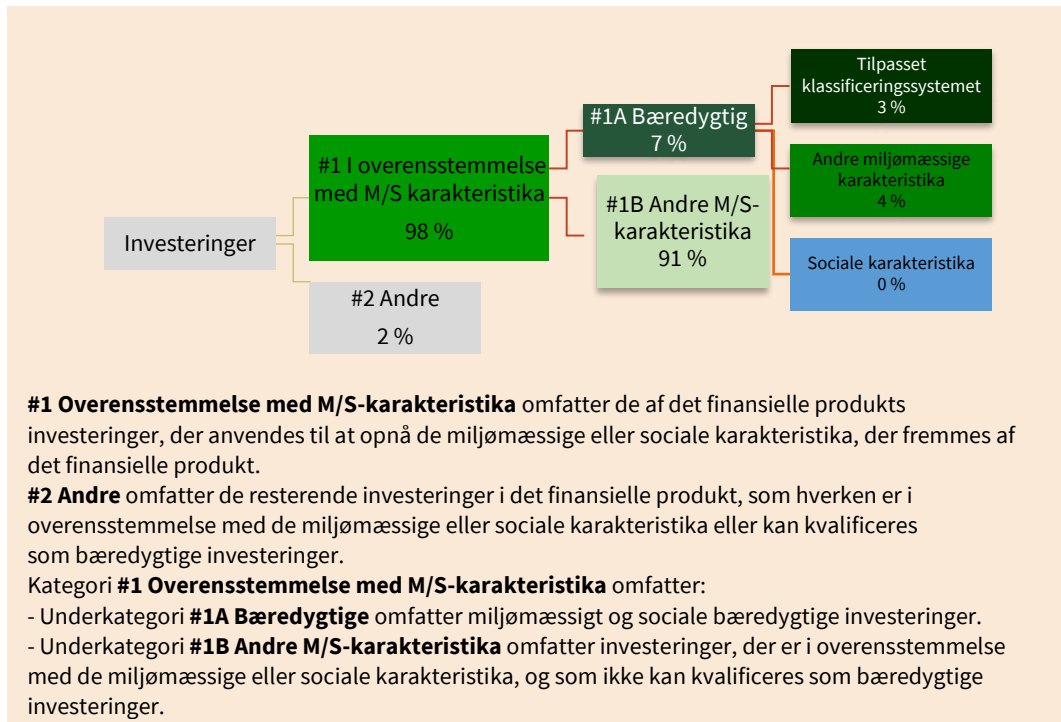 Investeringer
#1 I overensstemmelse
med M/S karakteristika
98 %
#2 Andre
2 %
#1A Bæredygtig
7 %
#1B Andre M/S-
karakteristika
91 %
Tilpasset
klassificeringssystemet
3 %
Andre miljømæssige
karakteristika
4 %
Sociale karakteristika
0 %
#1 Overensstemmelse med M/S-karakteristika omfatter de af det finansielle produkts
investeringer, der anvendes til at opnå de miljømæssige eller sociale karakteristika, der fremmes af
det finansielle produkt.
#2 Andre omfatter de resterende investeringer i det finansielle produkt, som hverken er i
overensstemmelse med de miljømæssige eller sociale karakteristika eller kan kvalificeres
som bæredygtige investeringer.
Kategori #1 Overensstemmelse med M/S-karakteristika omfatter:
- Underkategori #1A Bæredygtige omfatter miljømæssigt og sociale bæredygtige investeringer.
- Underkategori #1B Andre M/S-karakteristika omfatter investeringer, der er i overensstemmelse
med de miljømæssige eller sociale karakteristika, og som ikke kan kvalificeres som bæredygtige
investeringer.